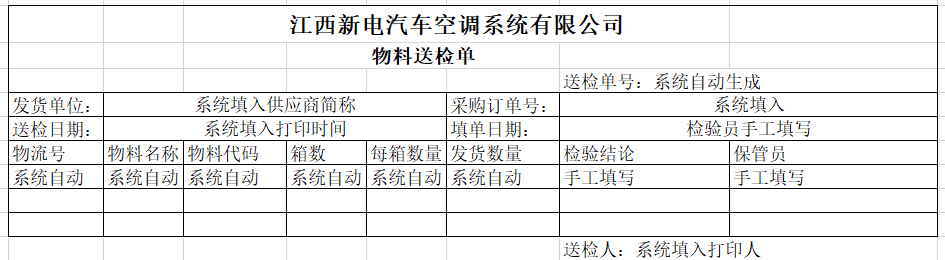 江西新电汽车空调系统有限公司
物料送检单
送检单号：系统自动生成
发货单位： 系统填入供应商简称 采购订单号： 系统填入
送检日期： 系统填入打印时间 填单日期： 检验员手工填写
物流号 物料名称 物料代码 箱数 每箱数量 发货数量 检验结论 保管员
系统自动 系统自动 系统自动 系统自动 系统自动 系统自动 手工填写 手工填写
送检人：系统填入打印人